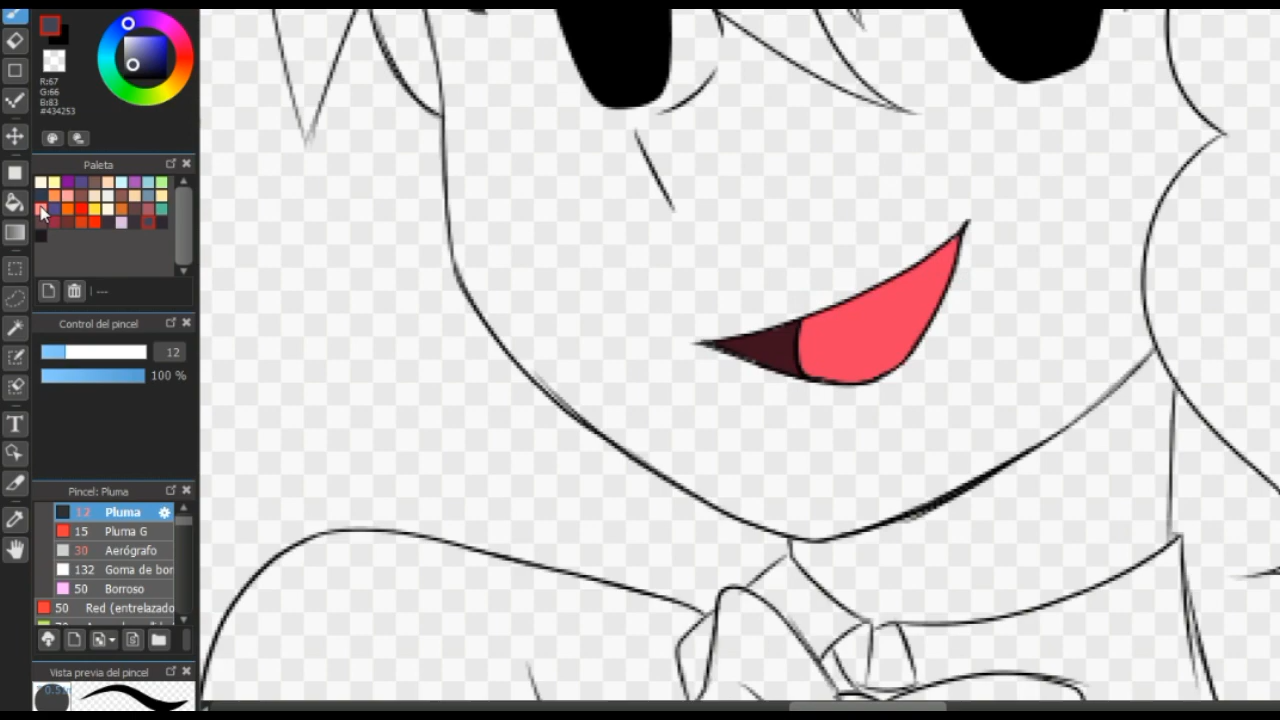 R:67
G:66
B:83
#434253
Paleta
---
Control del pincel
12
100 %
Pincel: Pluma
12 Pluma
15 Pluma G
30 Aerógrafo
132 Goma de bor
50 Borroso
50 Red (entrelazado
Vista previa del pincel